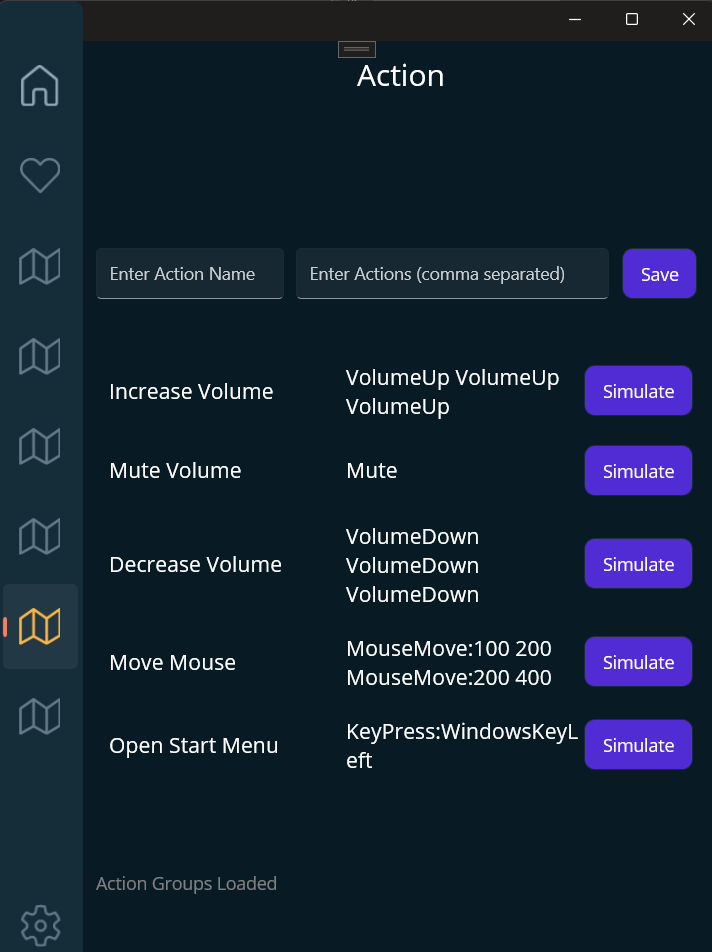 Action
Enter Action Name
Enter Actions (comma separated)
Save
Increase Volume
VolumeUp VolumeUp
VolumeUp
Simulate
Mute Volume
Mute
Simulate
Decrease Volume
VolumeDown
VolumeDown
VolumeDown
Simulate
Move Mouse
MouseMove:100 200
MouseMove:200 400
Simulate
Open Start Menu
KeyPress:WindowsKeyL
eft
Simulate
Action Groups Loaded